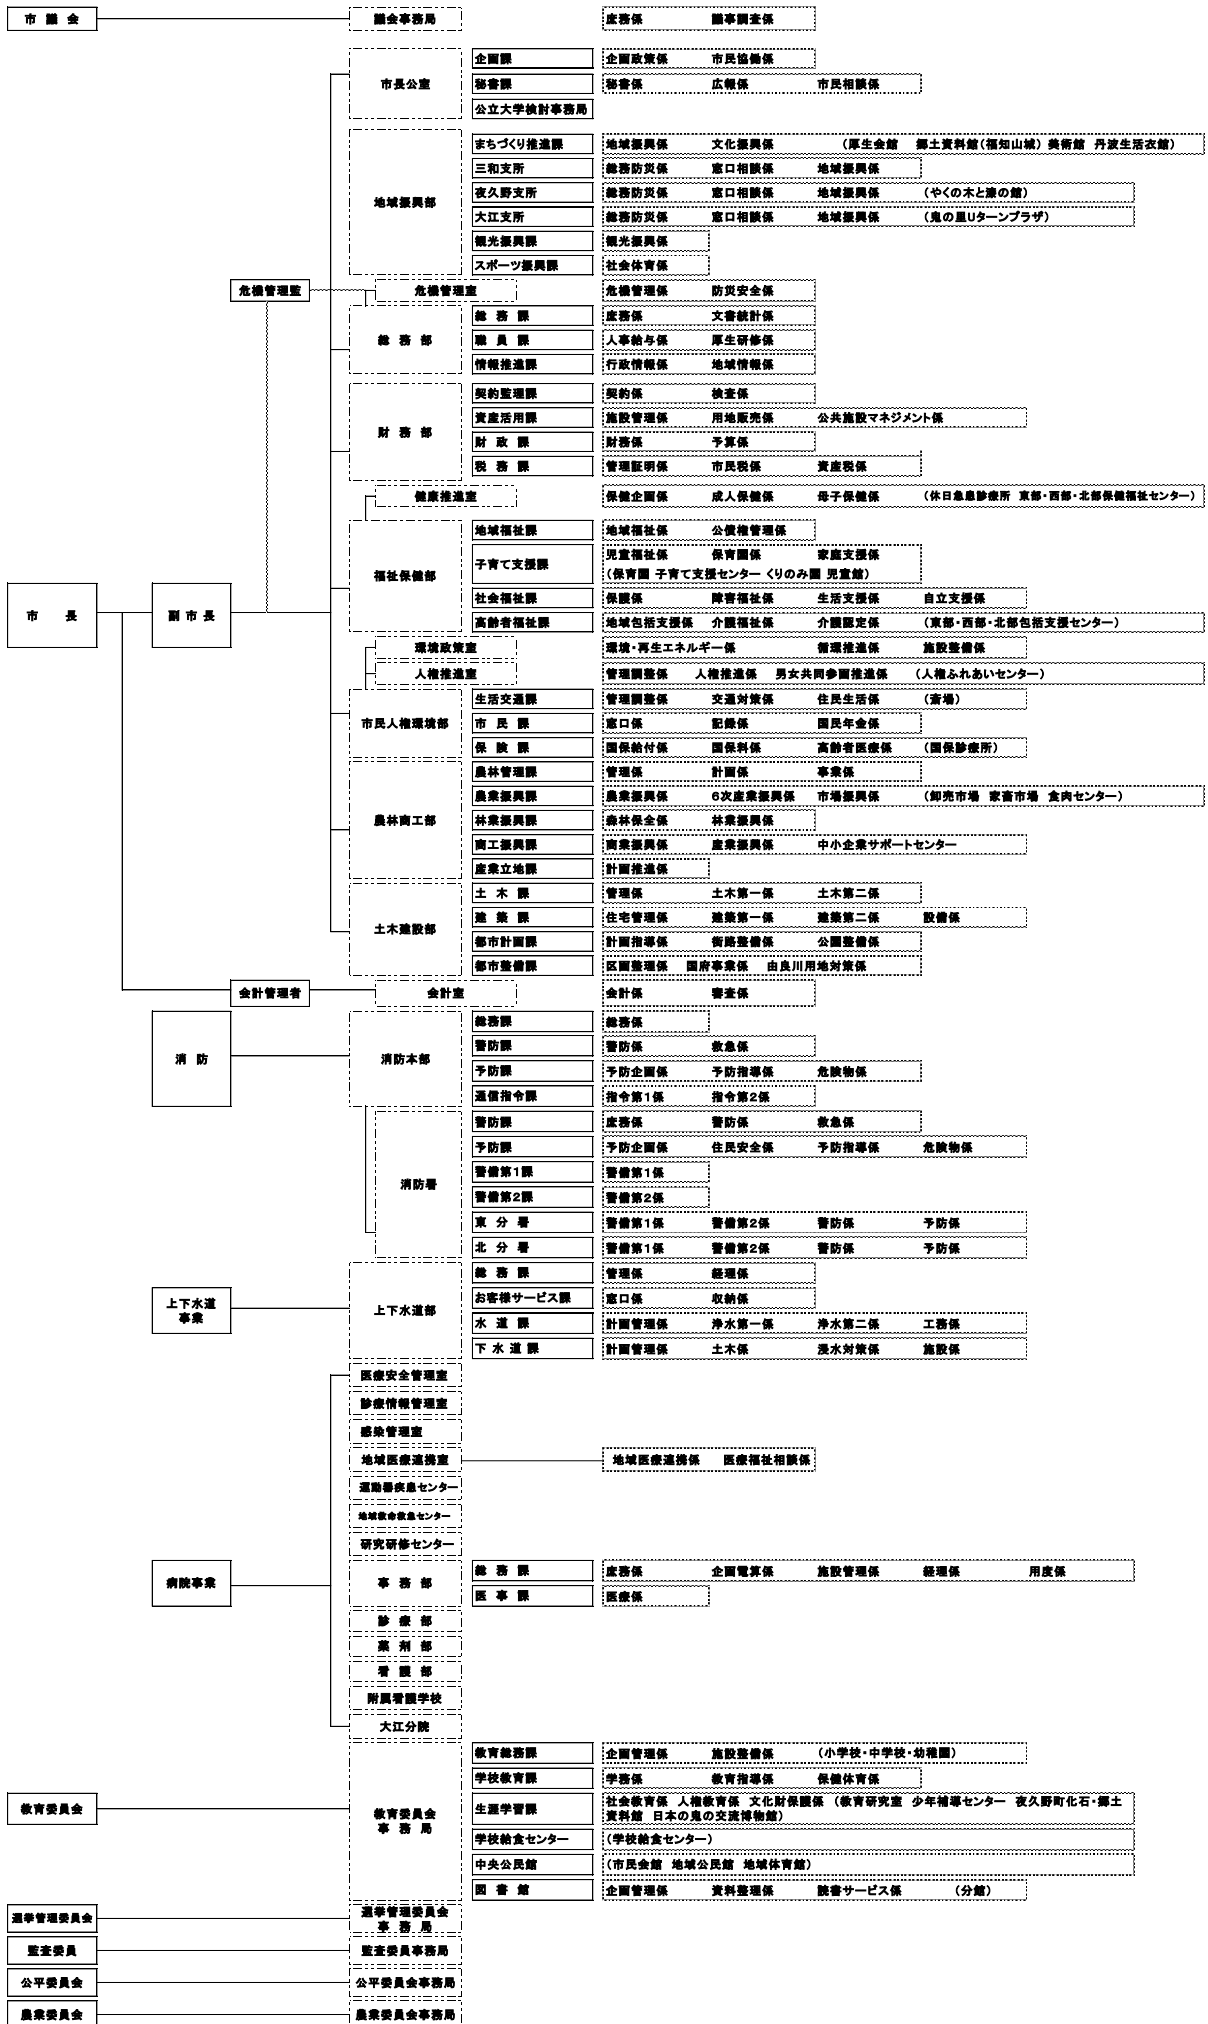 市 議 会 議会事務局 庶務係 議事調査係
企画課 企画政策係 市民協働係
市長公室 秘書課 秘書係 広報係 市民相談係
公立大学検討事務局
まちづくり推進課 地域振興係 文化振興係 (厚生会館 郷土資料館(福知山城) 美術館 丹波生活衣館)
三和支所 総務防災係 窓口相談係 地域振興係
地域振興部 夜久野支所 総務防災係 窓口相談係 地域振興係 (やくの木と漆の館)
大江支所 総務防災係 窓口相談係 地域振興係 (鬼の里Uターンプラザ)
観光振興課 観光振興係
スポーツ振興課 社会体育係
危機管理監 危機管理室 危機管理係 防災安全係
総 務 課 庶務係 文書統計係
総 務 部 職 員 課 人事給与係 厚生研修係
情報推進課 行政情報係 地域情報係
契約監理課 契約係 検査係
資産活用課 施設管理係 用地販売係 公共施設マネジメント係
財 務 部 財 政 課 財務係 予算係
税 務 課 管理証明係 市民税係 資産税係
健康推進室 保健企画係 成人保健係 母子保健係 (休日急患診療所 東部・西部・北部保健福祉センター)
地域福祉課 地域福祉係 公債権管理係
福祉保健部 子育て支援課 児童福祉係 保育園係 家庭支援係
(保育園 子育て支援センター くりのみ園 児童館)
市 長 副 市 長 社会福祉課 保護係 障害福祉係 生活支援係 自立支援係
高齢者福祉課 地域包括支援係 介護福祉係 介護認定係 (東部・西部・北部包括支援センター)
環境政策室 環境・再生エネルギー係 循環推進係 施設整備係
人権推進室 管理調整係 人権推進係 男女共同参画推進係 (人権ふれあいセンター)
生活交通課 管理調整係 交通対策係 住民生活係 (斎場)
市民人権環境部 市 民 課 窓口係 記録係 国民年金係
保 険 課 国保給付係 国保料係 高齢者医療係 (国保診療所)
農林管理課 管理係 計画係 事業係
農業振興課 農業振興係 6次産業振興係 市場振興係 (卸売市場 家畜市場 食肉センター)
農林商工部 林業振興課 森林保全係 林業振興係
商工振興課 商業振興係 産業振興係 中小企業サポートセンター
産業立地課 計画推進係
土 木 課 管理係 土木第一係 土木第二係
土木建設部 建 築 課 住宅管理係 建築第一係 建築第二係 設備係
都市計画課 計画指導係 街路整備係 公園整備係
都市整備課 区画整理係 国府事業係 由良川用地対策係
会計管理者 会計室 会計係 審査係
総務課 総務係
消 防 消防本部 警防課 警防係 救急係
予防課 予防企画係 予防指導係 危険物係
通信指令課 指令第1係 指令第2係
警防課 庶務係 警防係 救急係
予防課 予防企画係 住民安全係 予防指導係 危険物係
消防署 警備第1課 警備第1係
警備第2課 警備第2係
東 分 署 警備第1係 警備第2係 警防係 予防係
北 分 署 警備第1係 警備第2係 警防係 予防係
総 務 課 管理係 経理係
上下水道
事業 上下水道部 お客様サービス課 窓口係 収納係
水 道 課 計画管理係 浄水第一係 浄水第二係 工務係
下 水 道 課 計画管理係 土木係 浸水対策係 施設係
医療安全管理室
診療情報管理室
感染管理室
地域医療連携室 地域医療連携係 医療福祉相談係
運動器疾患センター
地域救命救急センター
研究研修センター
総 務 課 庶務係 企画電算係 施設管理係 経理係 用度係
病院事業 事 務 部
医 事 課 医療係
診 療 部
薬 剤 部
看 護 部
附属看護学校
大江分院
教育総務課 企画管理係 施設整備係 (小学校・中学校・幼稚園)
学校教育課 学務係 教育指導係 保健体育係
教育委員会 教育委員会
事 務 局 生涯学習課 社会教育係 人権教育係 文化財保護係 (教育研究室 少年補導センター 夜久野町化石・郷土
資料館 日本の鬼の交流博物館)
学校給食センター (学校給食センター)
中央公民館 (市民会館 地域公民館 地域体育館)
図 書 館 企画管理係 資料整理係 読書サービス係 (分館)
選挙管理委員会 選挙管理委員会
事 務 局
監査委員 監査委員事務局
公平委員会 公平委員会事務局
農業委員会 農業委員会事務局